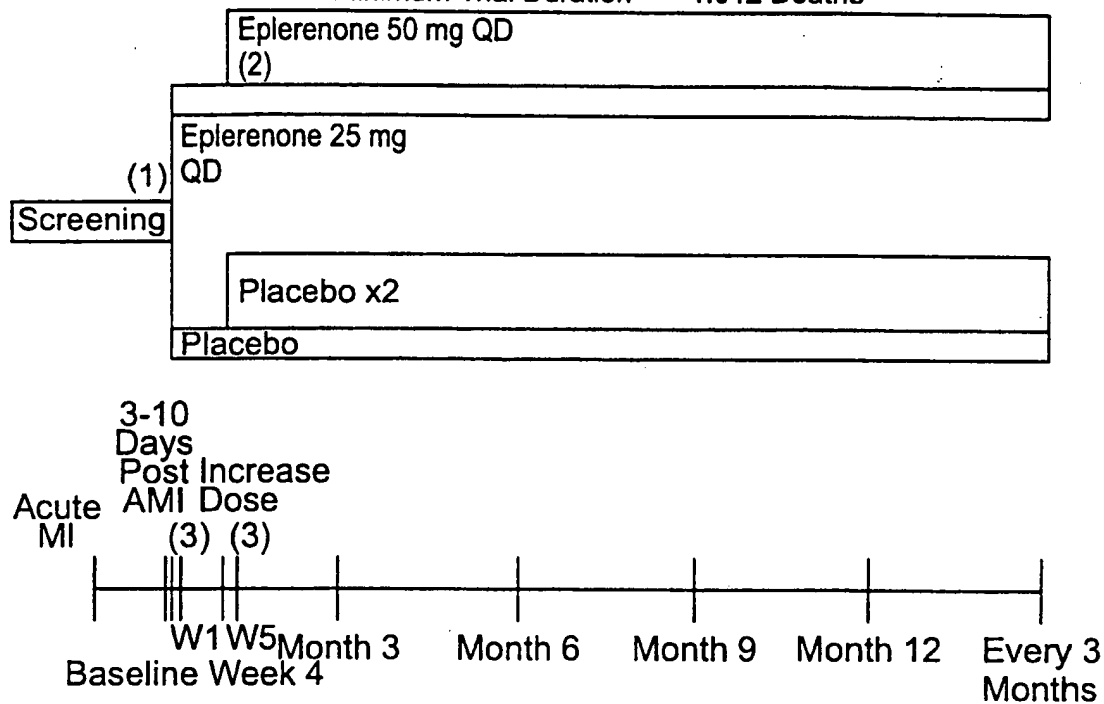 Eplerenone 50 mg QD
(2)
Eplerenone 25 mg
(1) QD
Screening
Placebo x2
Placebo
3-10
Days
Post Increase
AMI Dose
Acute
MI
(3) (3)
W1 W5 Month 3 Month 6 Month 9 Month 12 Every 3
Months
Baseline Week 4